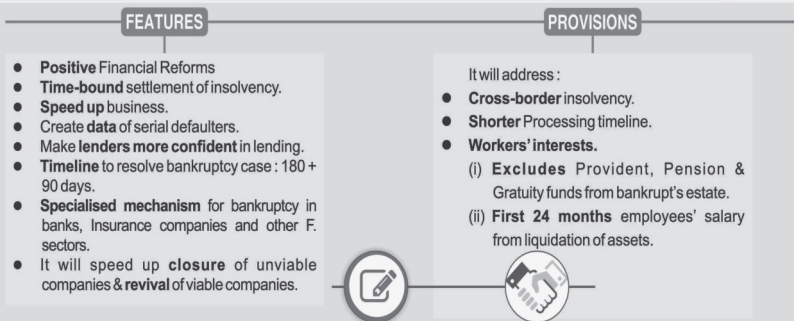 FEATURES
● Positive Financial Reforms
● Time-bound settlement of insolvency.
● Speed up business.
● Create data of serial defaulters.
● Make lenders more confident in lending.
● Timeline to resolve bankruptcy case : 180 +
90 days.
● Specialised mechanism for bankruptcy in
banks, Insurance companies and other F.
sectors.
● It will speed up closure of unviable
companies & revival of viable companies.
PROVISIONS
It will address :
● Cross-border insolvency.
● Shorter Processing timeline.
● Workers' interests.
(i) Excludes Provident, Pension &
Gratuity funds from bankrupt's estate.
(ii) First 24 months employees' salary
from liquidation of assets.